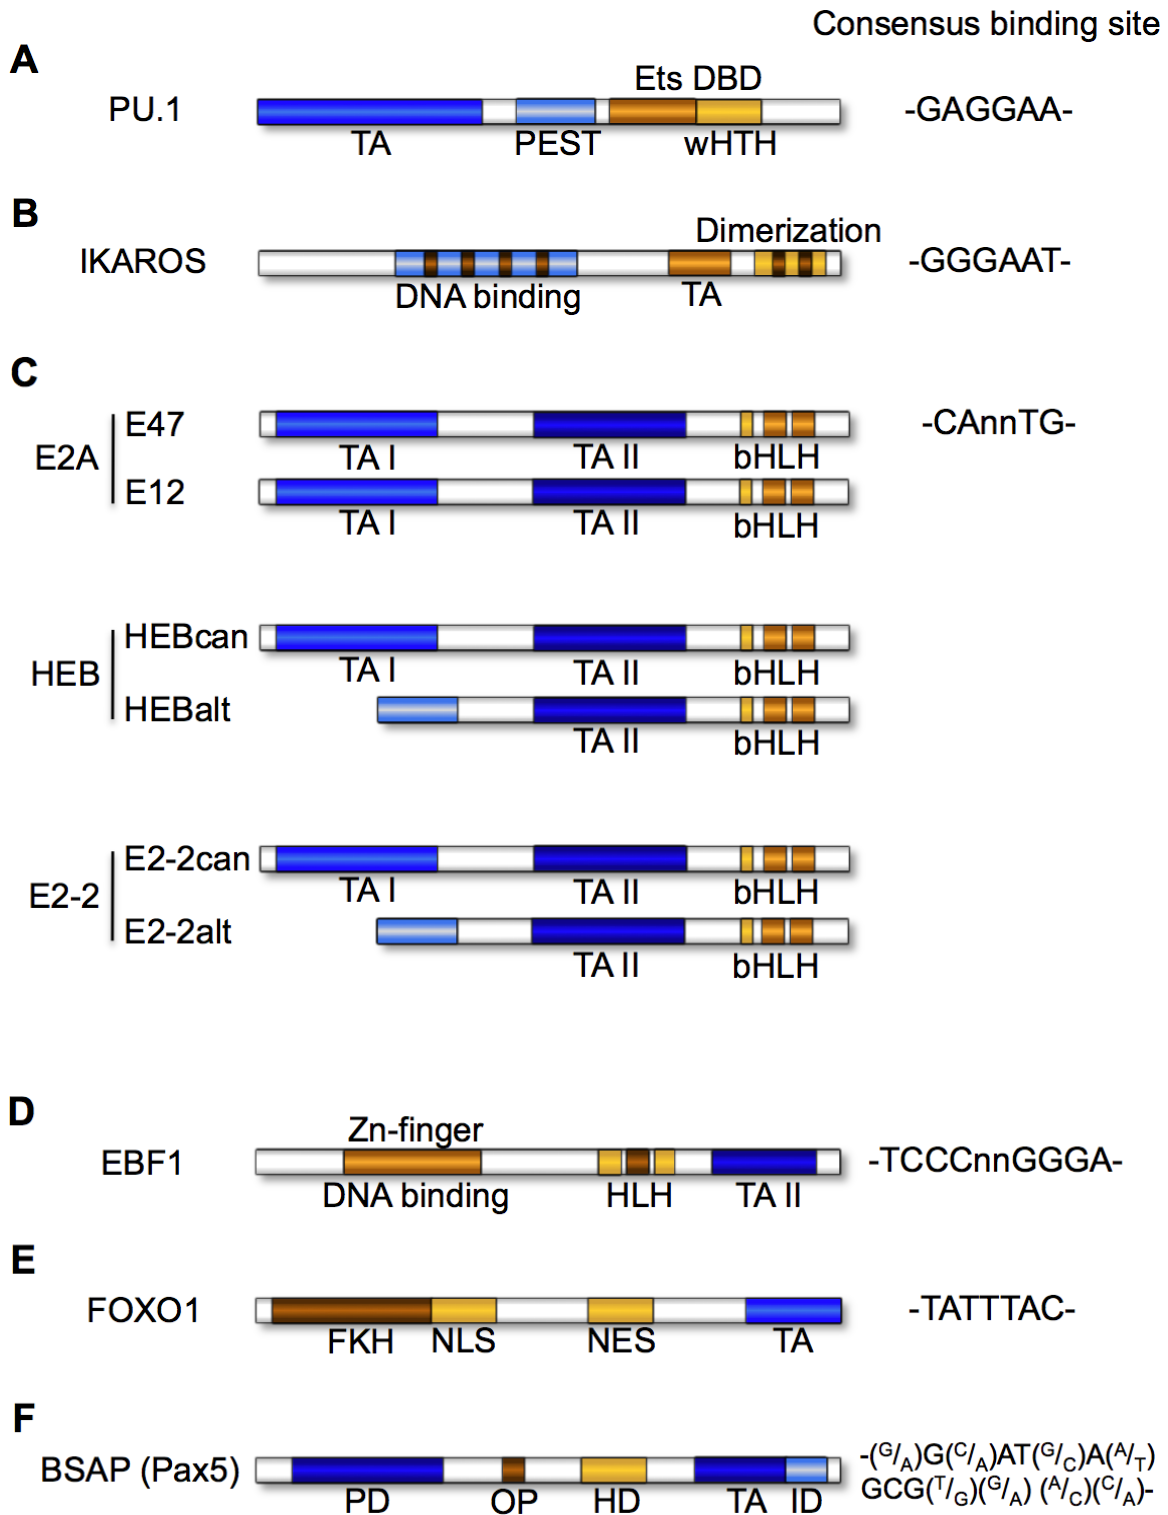 Consensus binding site
A
Ets DBD
PU.1
-GAGGAA-
TA PEST wHTH
B
Dimerization
IKAROS
-GGGAAT-
DNA binding TA
C
E47
-CAnnTG-
E2A
TA I TA II bHLH
E12
TA I TA II bHLH
HEBcan
HEB
TA I TA II bHLH
HEBalt
TA II bHLH
E2-2can
E2-2
TA I TA II bHLH
E2-2alt
TA II bHLH
D
Zn-finger
EBF1
-TCCCnnGGGA-
DNA binding HLH TA II
E
FOXO1
-TATTTAC-
FKH NLS NES TA
F
BSAP (Pax5)
-(G/A)G(C/A)AT(G/C)A(A/T)
GCG(T/G)(G/A) (A/C)(C/A)-
PD OP HD TA ID